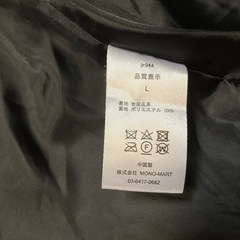 jk944
品質表示
L
表地 合成皮革
裏地 ポリエステル 100%
中国製
株式会社 MONO-MART
03-6417-0682